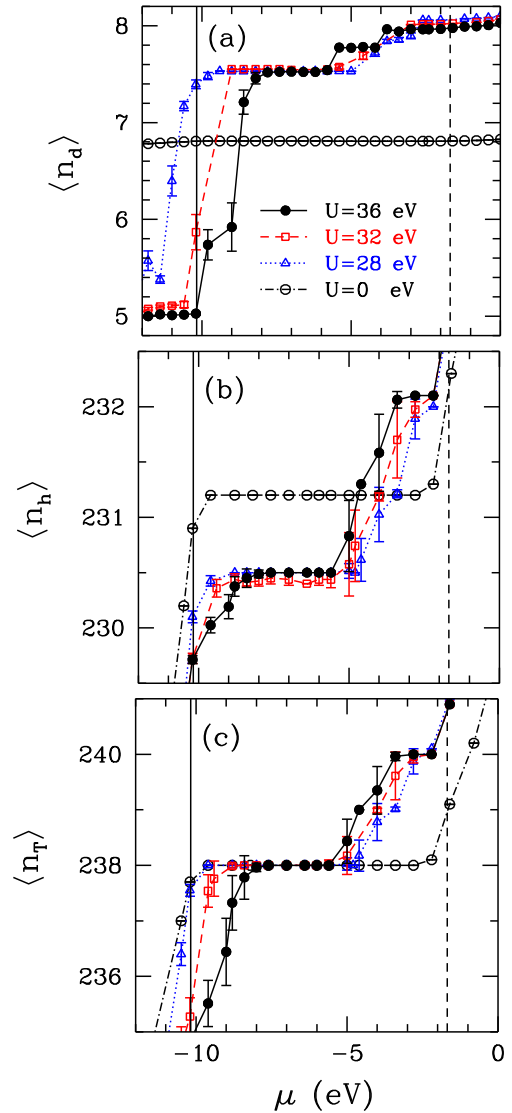 8
(a)
7
⟨n_d⟩
U=36 eV
U=32 eV
6
U=28 eV
U=0 eV
5
(b)
232
⟨n_h⟩
231
230
(c)
240
⟨n_T⟩
238
236
−10 −5 0
μ (eV)